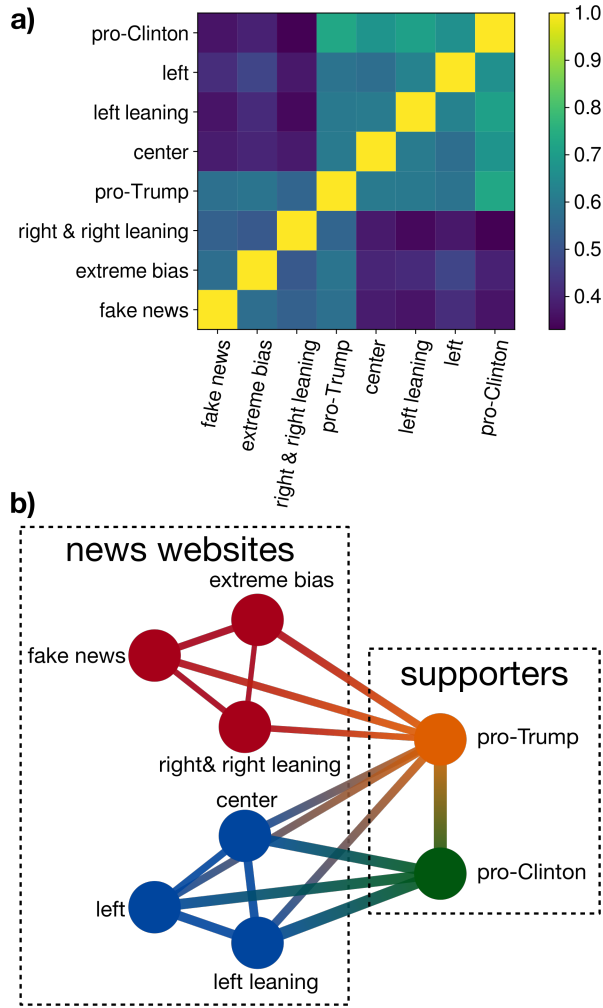 a)
pro-Clinton
left
left leaning
center
pro-Trump
right & right leaning
extreme bias
fake news
fake news
extreme bias
right & right leaning
pro-Trump
center
left leaning
left
pro-Clinton
1.0
0.9
0.8
0.7
0.6
0.5
0.4
b)
news websites
extreme bias
fake news
right& right leaning
center
left
left leaning
supporters
pro-Trump
pro-Clinton